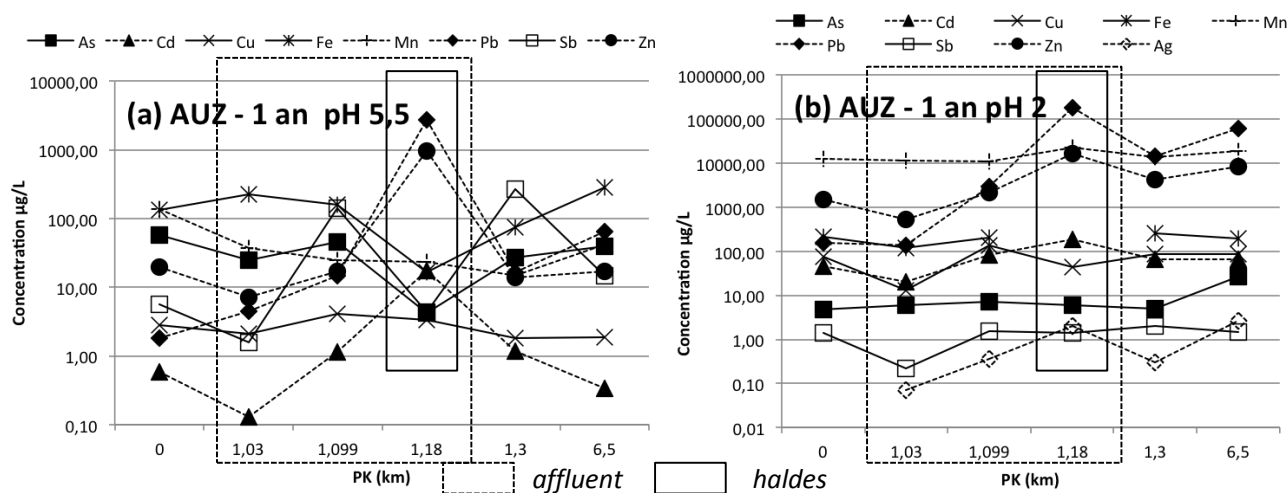 As Cd Cu Fe Mn Pb Sb Zn
10000,00
1000,00
100,00
10,00
1,00
0,10
Concentration µg/L
(a) AUZ - 1 an pH 5,5
0 1,03 1,099 1,18 1,3 6,5
PK (km)
As Cd Cu Fe Mn
Pb Sb Zn Ag
1000000,00
100000,00
10000,00
1000,00
100,00
10,00
1,00
0,10
0,01
Concentration µg/L
(b) AUZ - 1 an pH 2
0 1,03 1,099 1,18 1,3 6,5
PK (km)
affluent haldes